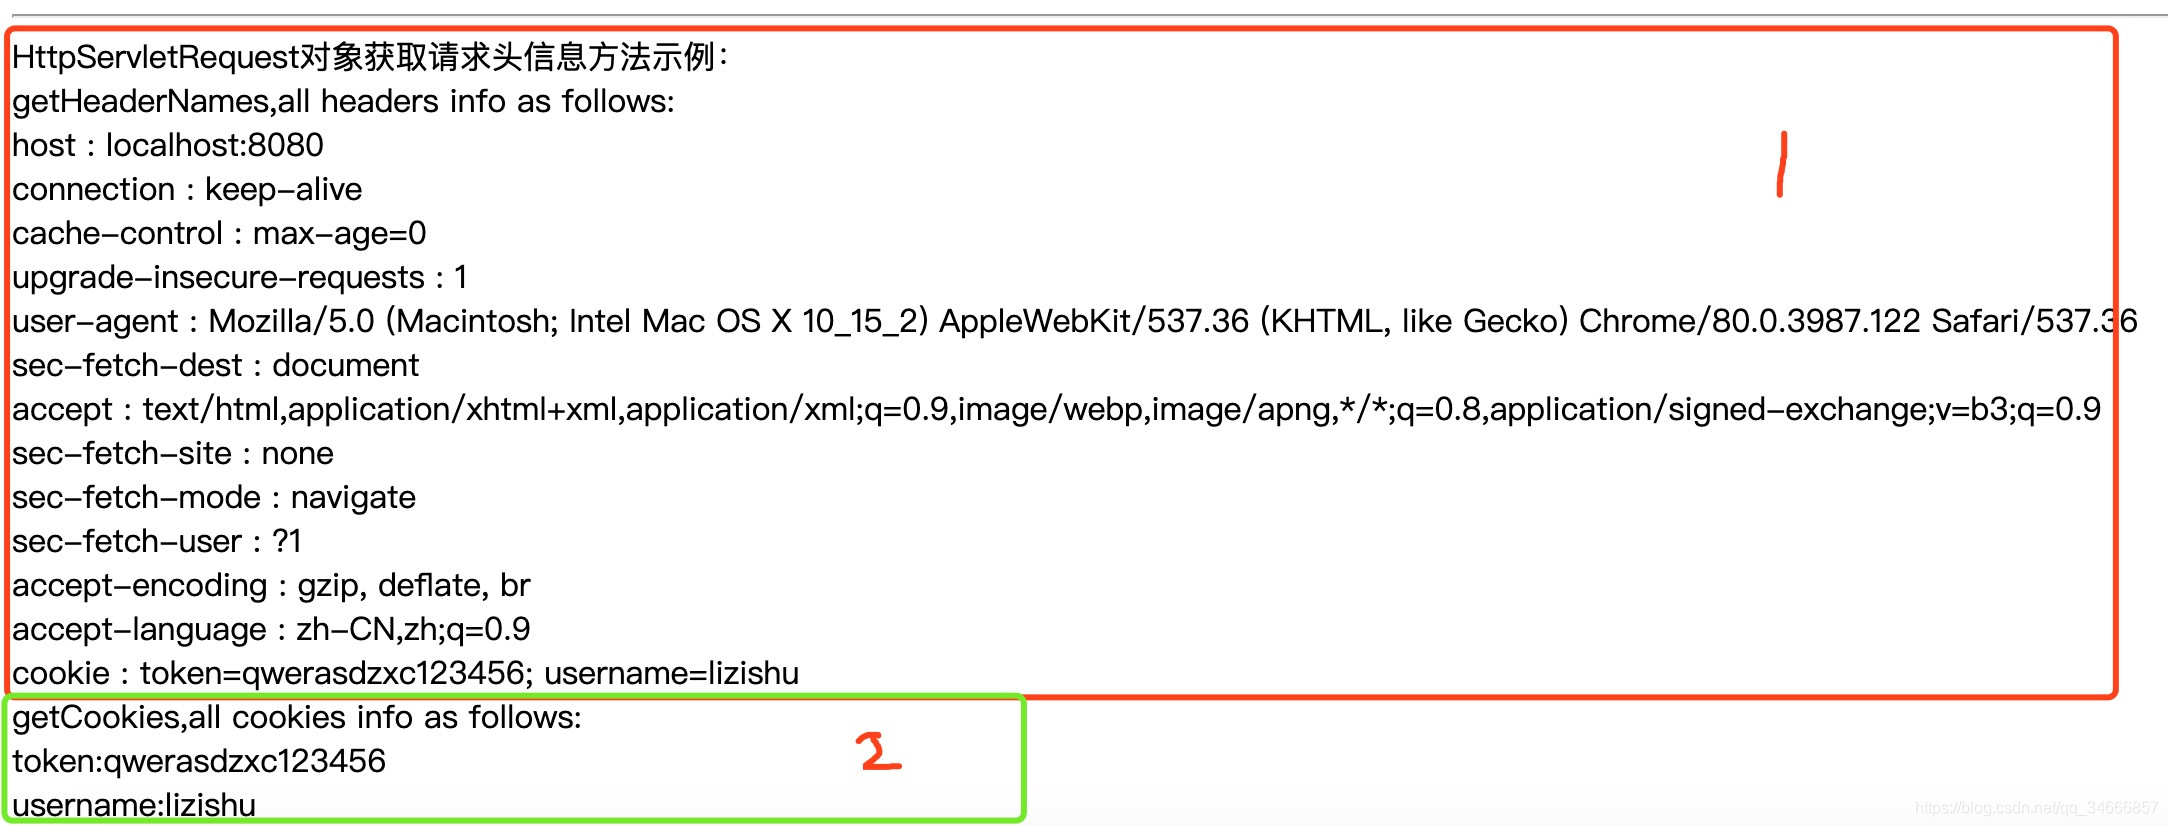 HttpServletRequest对象获取请求头信息方法示例：
getHeaderNames,all headers info as follows:
host : localhost:8080
connection : keep-alive
cache-control : max-age=0
upgrade-insecure-requests : 1
user-agent : Mozilla/5.0 (Macintosh; Intel Mac OS X 10_15_2) AppleWebKit/537.36 (KHTML, like Gecko) Chrome/80.0.3987.122 Safari/537.36
sec-fetch-dest : document
accept : text/html,application/xhtml+xml,application/xml;q=0.9,image/webp,image/apng,*/*;q=0.8,application/signed-exchange;v=b3;q=0.9
sec-fetch-site : none
sec-fetch-mode : navigate
sec-fetch-user : ?1
accept-encoding : gzip, deflate, br
accept-language : zh-CN,zh;q=0.9
cookie : token=qwerasdzxc123456; username=lizishu
1
getCookies,all cookies info as follows:
token:qwerasdzxc123456
username:lizishu
2
https://blog.csdn.net/qq_34666857